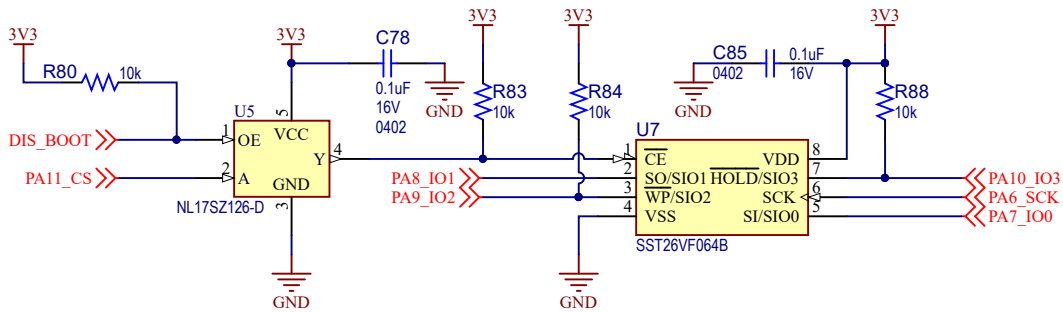 3V3
R80
10k
DIS_BOOT
PA11_CS
3V3
C78
0.1uF
16V
0402
GND
U5
1
OE
5
VCC
Y
4
2
A
GND
3
NL17SZ126-D
GND
3V3
R83
10k
3V3
R84
10k
PA8_IO1
PA9_IO2
GND
C85
0402
0.1uF
16V
GND
3V3
R88
10k
U7
1
CE
VDD
8
2
SO/SIO1
HOLD/SIO3
7
3
WP/SIO2
SCK
6
4
VSS
SI/SIO0
5
SST26VF064B
PA10_IO3
PA6_SCK
PA7_IO0